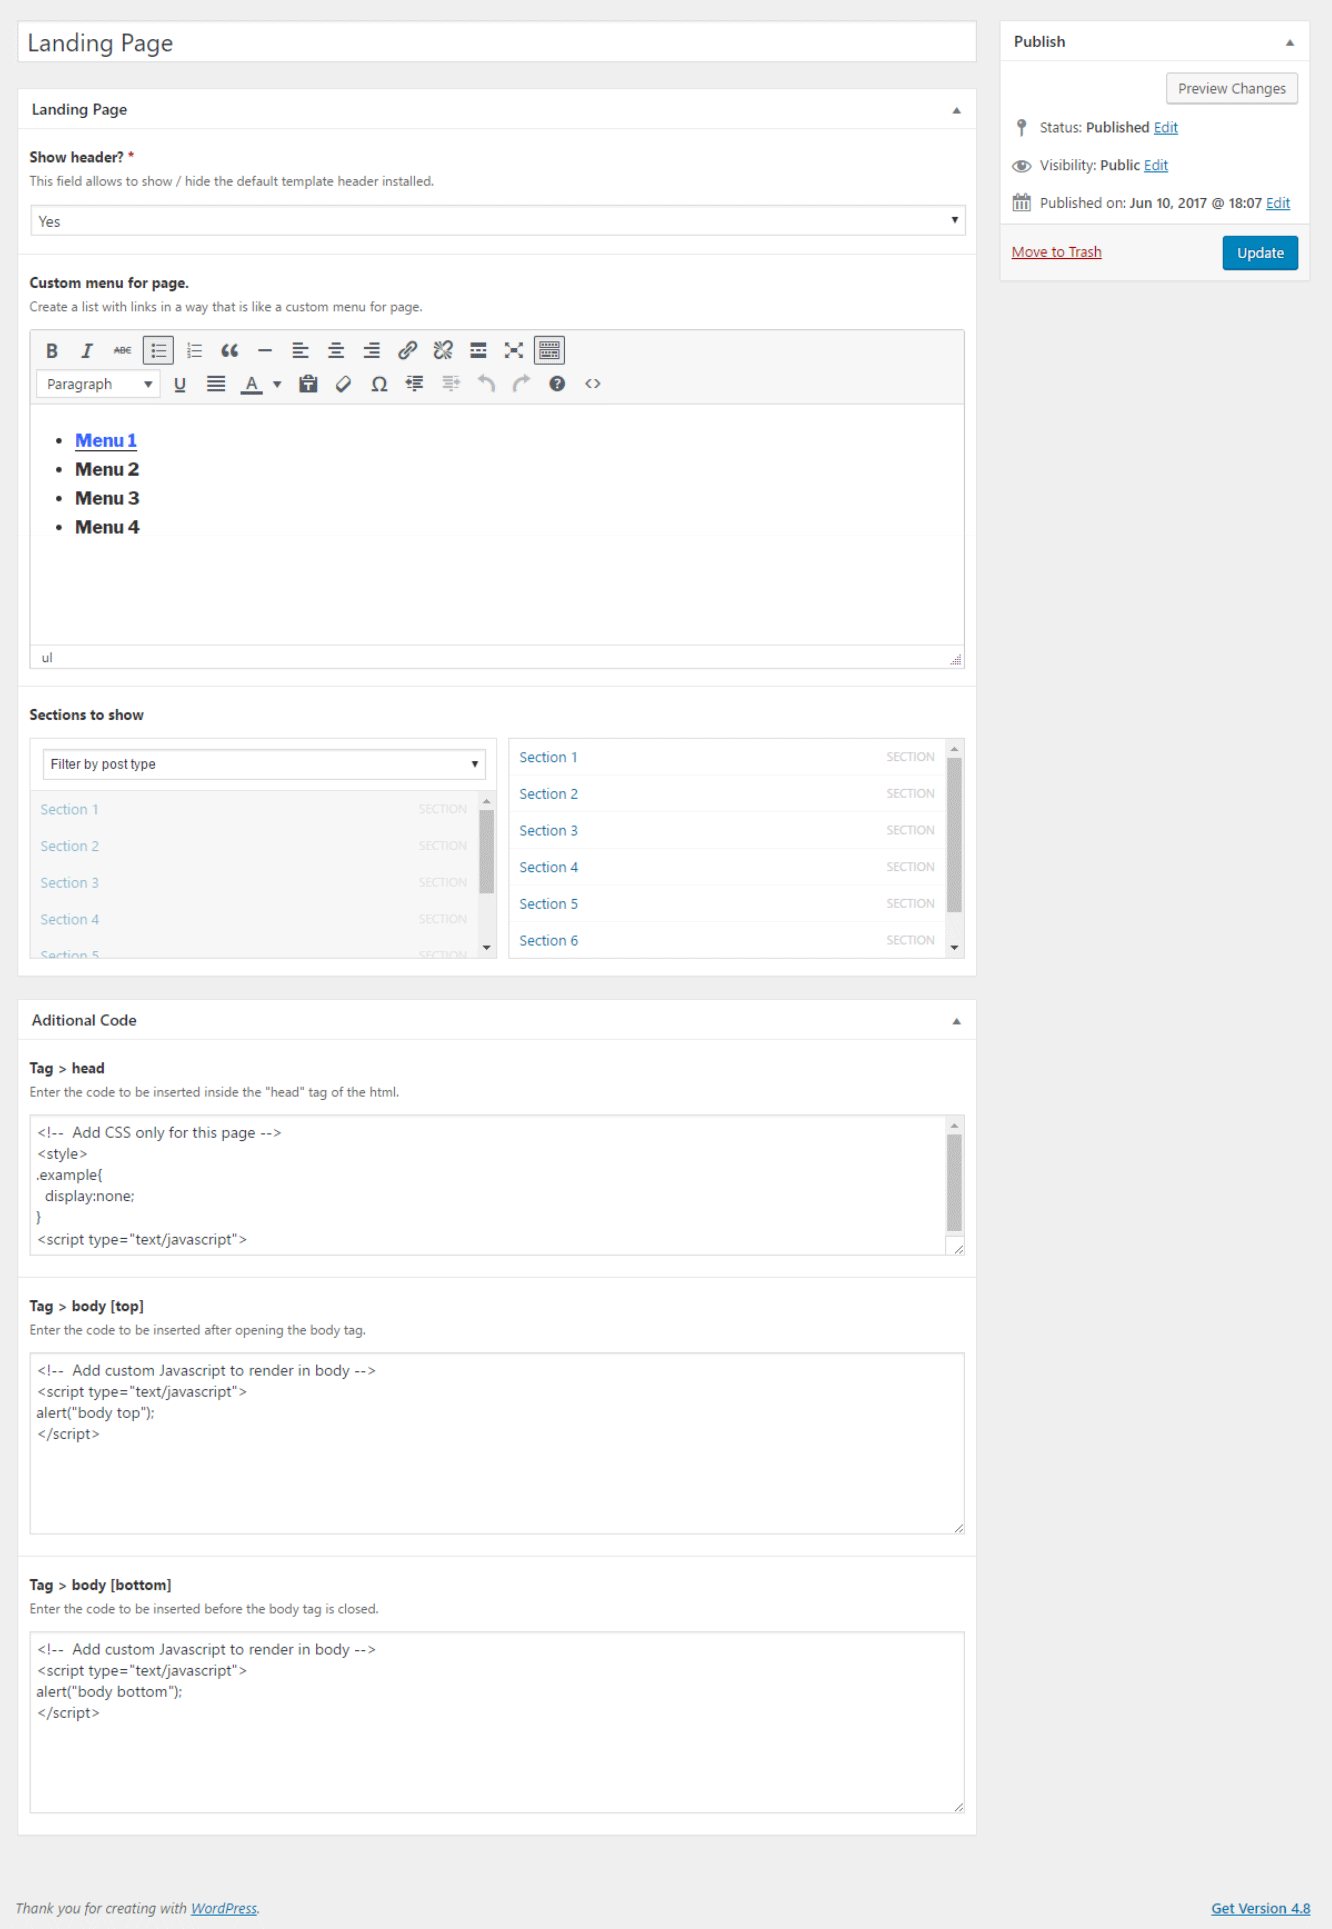 Landing Page
Landing Page
Show header? *
This field allows to show / hide the default template header installed.
Yes
Custom menu for page.
Create a list with links in a way that is like a custom menu for page.
B I ABC
Paragraph U A Ω ? <>
• Menu 1
• Menu 2
• Menu 3
• Menu 4
ul
Sections to show
Filter by post type
Section 1 SECTION
Section 2 SECTION
Section 3 SECTION
Section 4 SECTION
Section 5 SECTION
Section 1 SECTION
Section 2 SECTION
Section 3 SECTION
Section 4 SECTION
Section 5 SECTION
Section 6 SECTION
Aditional Code
Tag > head
Enter the code to be inserted inside the "head" tag of the html.
<!--  Add CSS only for this page -->
<style>
.example{
  display:none;
}
<script type="text/javascript">
Tag > body [top]
Enter the code to be inserted after opening the body tag.
<!--  Add custom Javascript to render in body -->
<script type="text/javascript">
alert("body top");
</script>
Tag > body [bottom]
Enter the code to be inserted before the body tag is closed.
<!--  Add custom Javascript to render in body -->
<script type="text/javascript">
alert("body bottom");
</script>
Publish
Preview Changes
Status: Published Edit
Visibility: Public Edit
Published on: Jun 10, 2017 @ 18:07 Edit
Move to Trash Update
Thank you for creating with WordPress.
Get Version 4.8